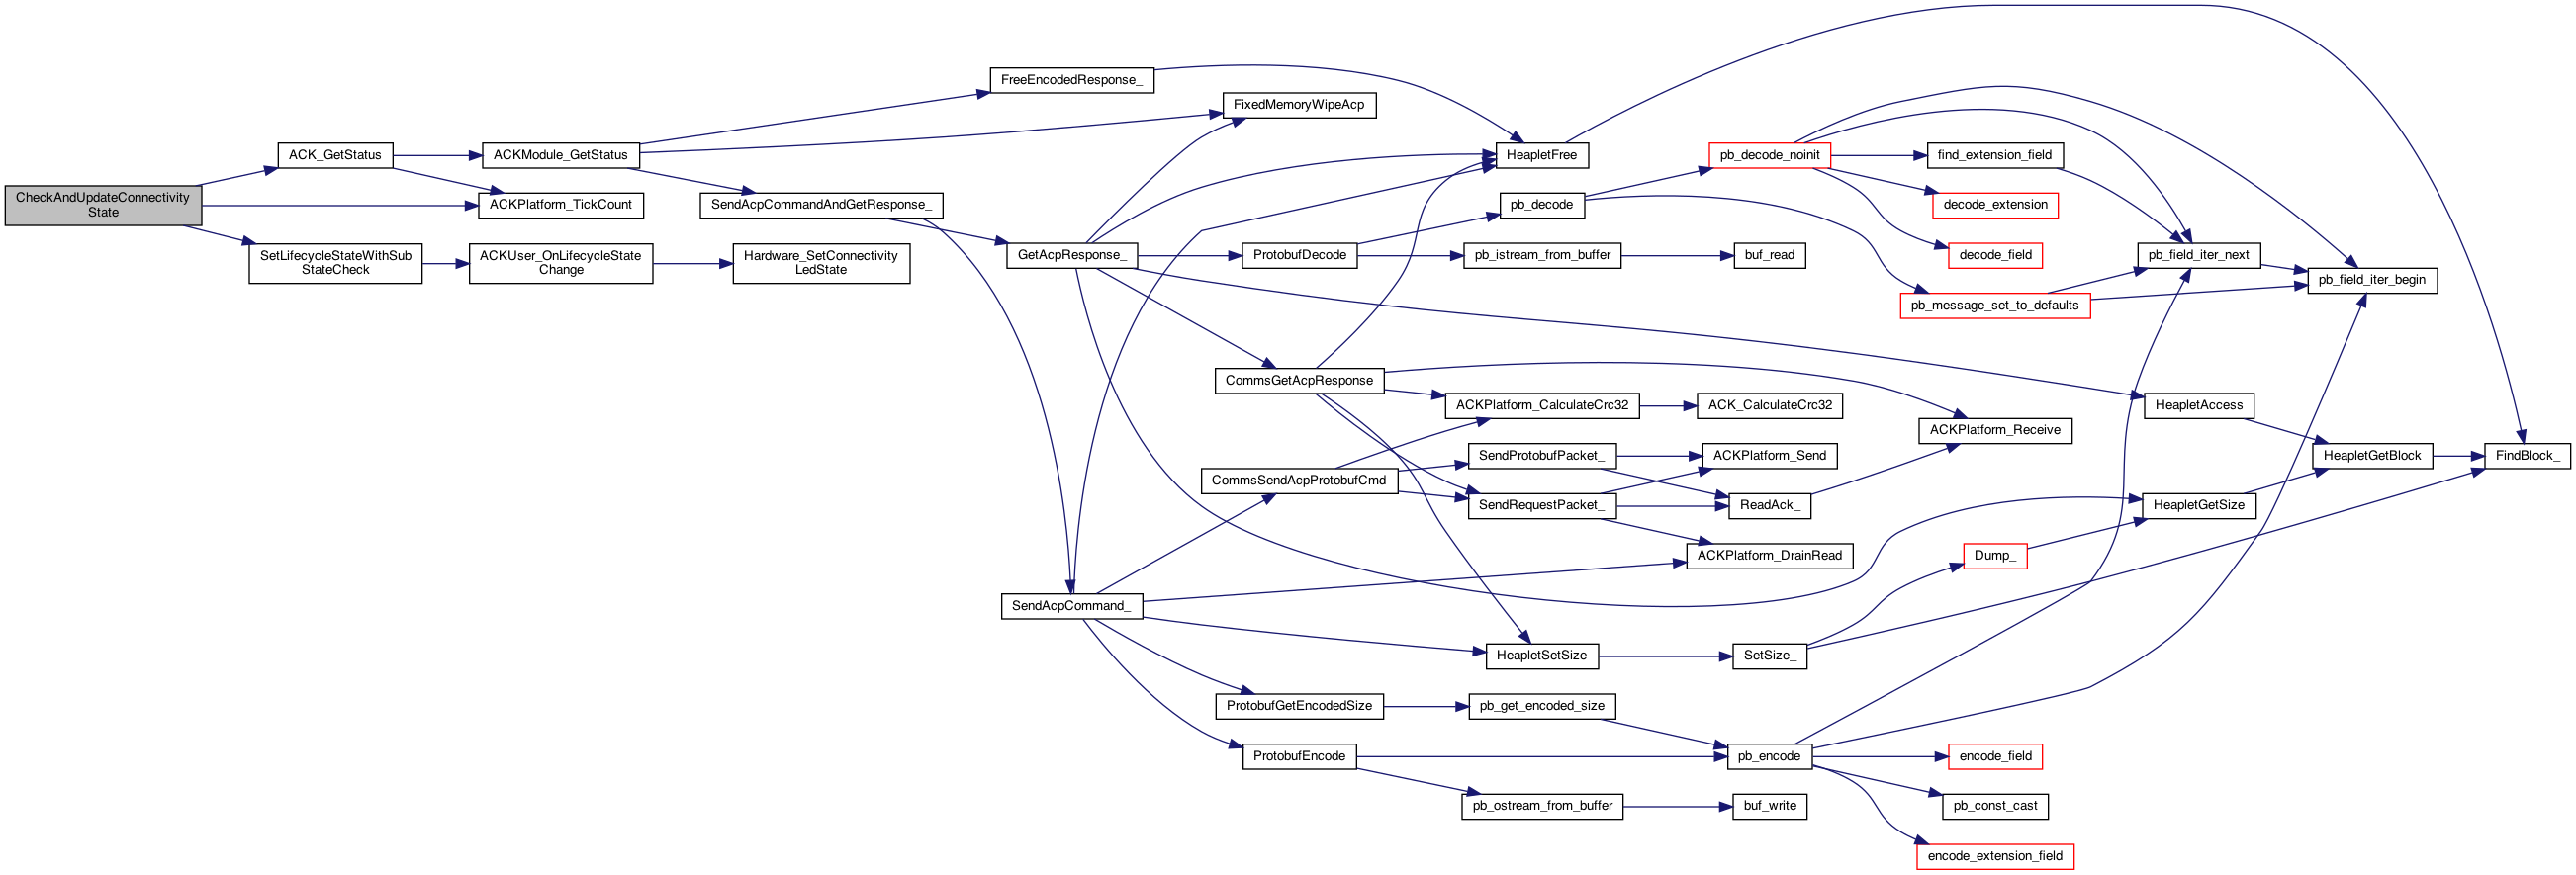 CheckAndUpdateConnectivity
State
ACK_GetStatus
ACKPlatform_TickCount
SetLifecycleStateWithSub
StateCheck
ACKModule_GetStatus
ACKUser_OnLifecycleState
Change
SendAcpCommandAndGetResponse_
Hardware_SetConnectivity
LedState
FreeEncodedResponse_
FixedMemoryWipeAcp
GetAcpResponse_
SendAcpCommand_
HeapletFree
ProtobufDecode
CommsGetAcpResponse
CommsSendAcpProtobufCmd
ProtobufGetEncodedSize
ProtobufEncode
pb_decode
pb_istream_from_buffer
ACKPlatform_CalculateCrc32
SendProtobufPacket_
SendRequestPacket_
HeapletSetSize
pb_get_encoded_size
pb_ostream_from_buffer
pb_decode_noinit
buf_read
ACK_CalculateCrc32
ACKPlatform_Send
ReadAck_
ACKPlatform_DrainRead
SetSize_
pb_encode
buf_write
find_extension_field
decode_extension
decode_field
pb_message_set_to_defaults
ACKPlatform_Receive
Dump_
encode_field
pb_const_cast
encode_extension_field
pb_field_iter_next
HeapletAccess
HeapletGetSize
pb_field_iter_begin
HeapletGetBlock
FindBlock_